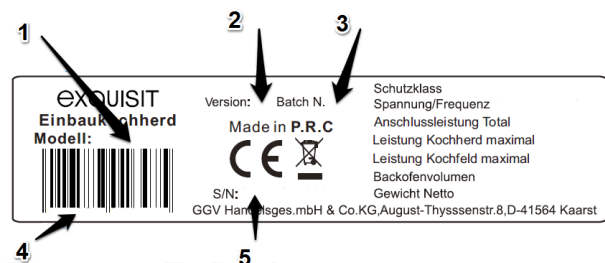 1
2
3
exquisit
Einbaukochherd
Modell:
Version: Batch N.
Made in P.R.C
CE
S/N:
Schutzklass
Spannung/Frequenz
Anschlussleistung Total
Leistung Kochherd maximal
Leistung Kochfeld maximal
Backofenvolumen
Gewicht Netto
GGV Handelsges.mbH & Co.KG,August-Thysssenstr.8,D-41564 Kaarst
4
5